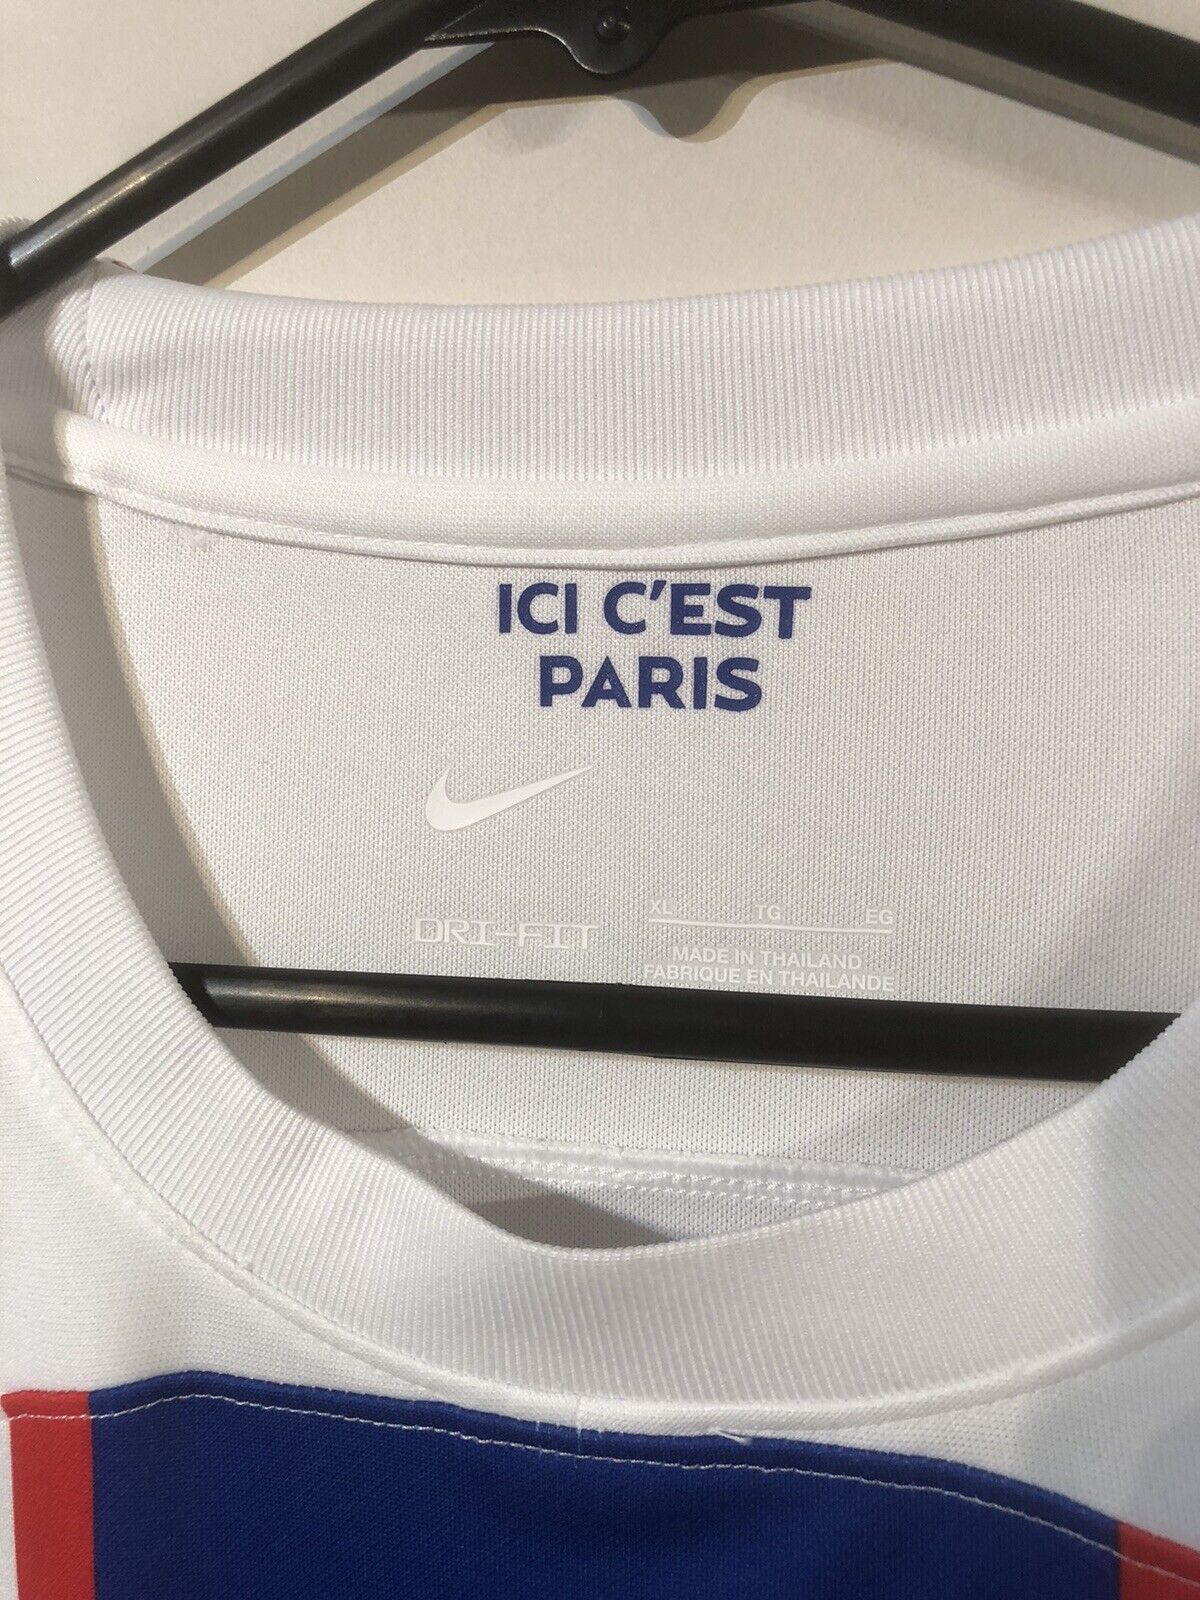 ICI C'EST
PARIS
XL TG EG
DRI-FIT
MADE IN THAILAND
FABRIQUE EN THAILANDE